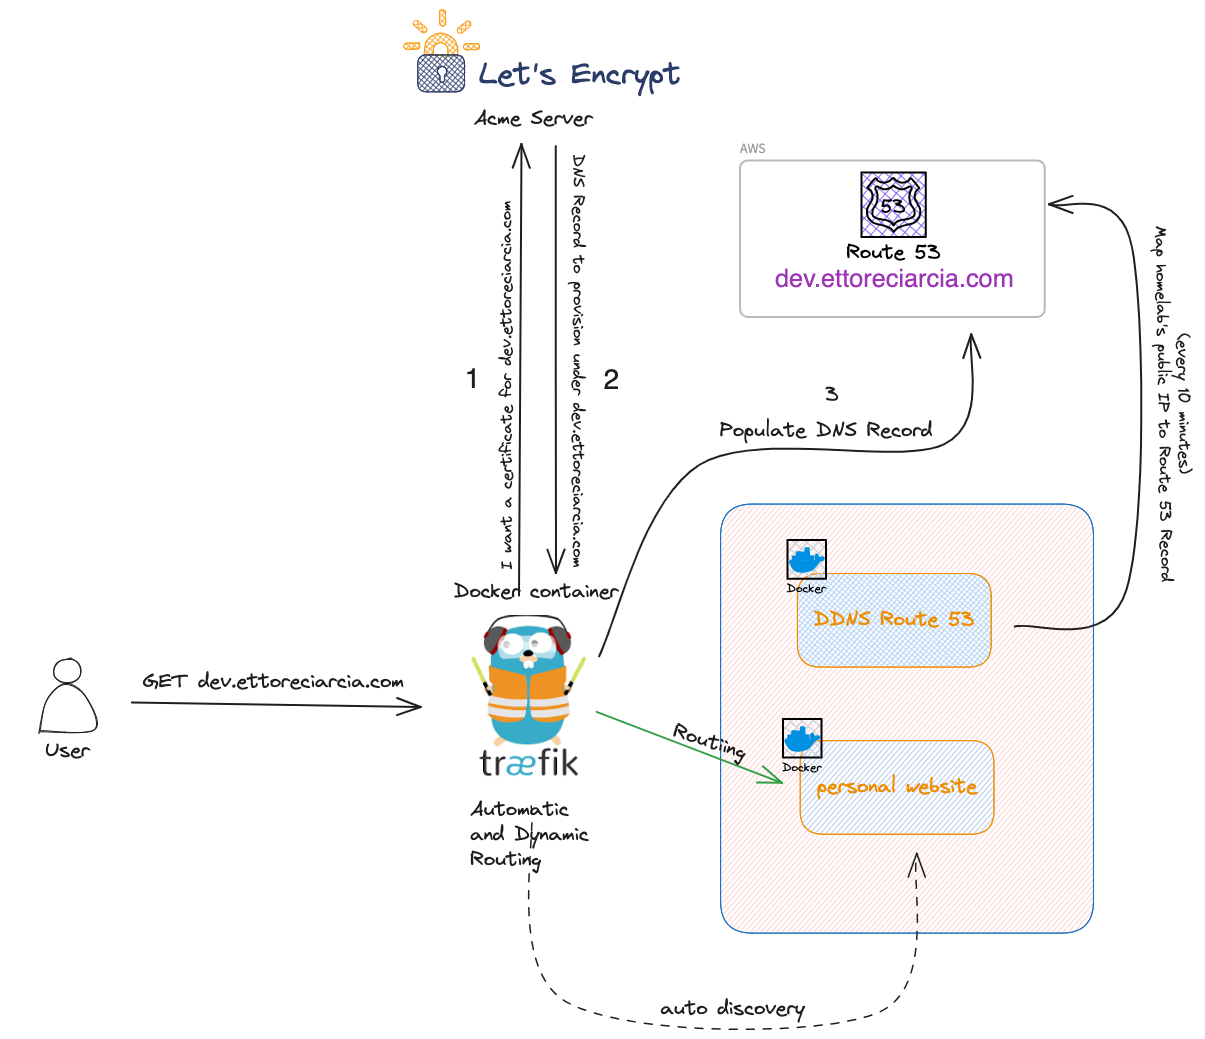 Let's Encrypt
Acme Server
1
I want a certificate for dev.ettoreciarcia.com
DNS Record to provision under dev.ettoreciarcia.com
2
AWS
53
Route 53
dev.ettoreciarcia.com
(every 10 minutes)
Map homelab's public IP to Route 53 Record
3
Populate DNS Record
Docker container
Docker
DDNS Route 53
GET dev.ettoreciarcia.com
User
træfik
Routiing
Docker
personal website
Automatic
and Dynamic
Routing
auto discovery